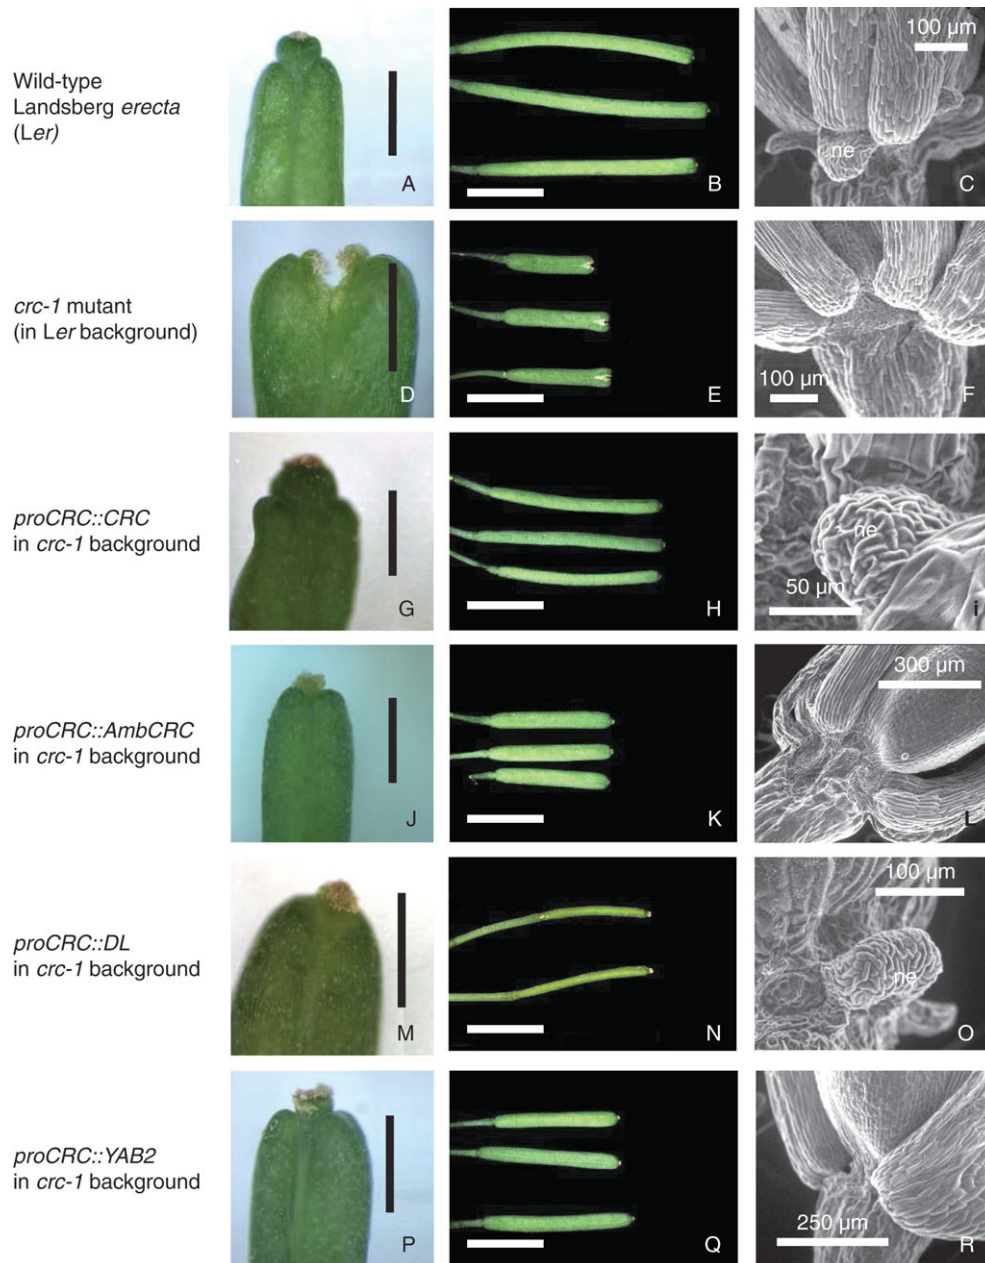 Wild-type
Landsberg erecta
(Ler)
A
B
100 µm
ne
C
crc-1 mutant
(in Ler background)
D
E
100 µm
F
proCRC::CRC
in crc-1 background
G
H
ne
50 µm
i
proCRC::AmbCRC
in crc-1 background
J
K
300 µm
L
proCRC::DL
in crc-1 background
M
N
100 µm
ne
O
proCRC::YAB2
in crc-1 background
P
Q
250 µm
R